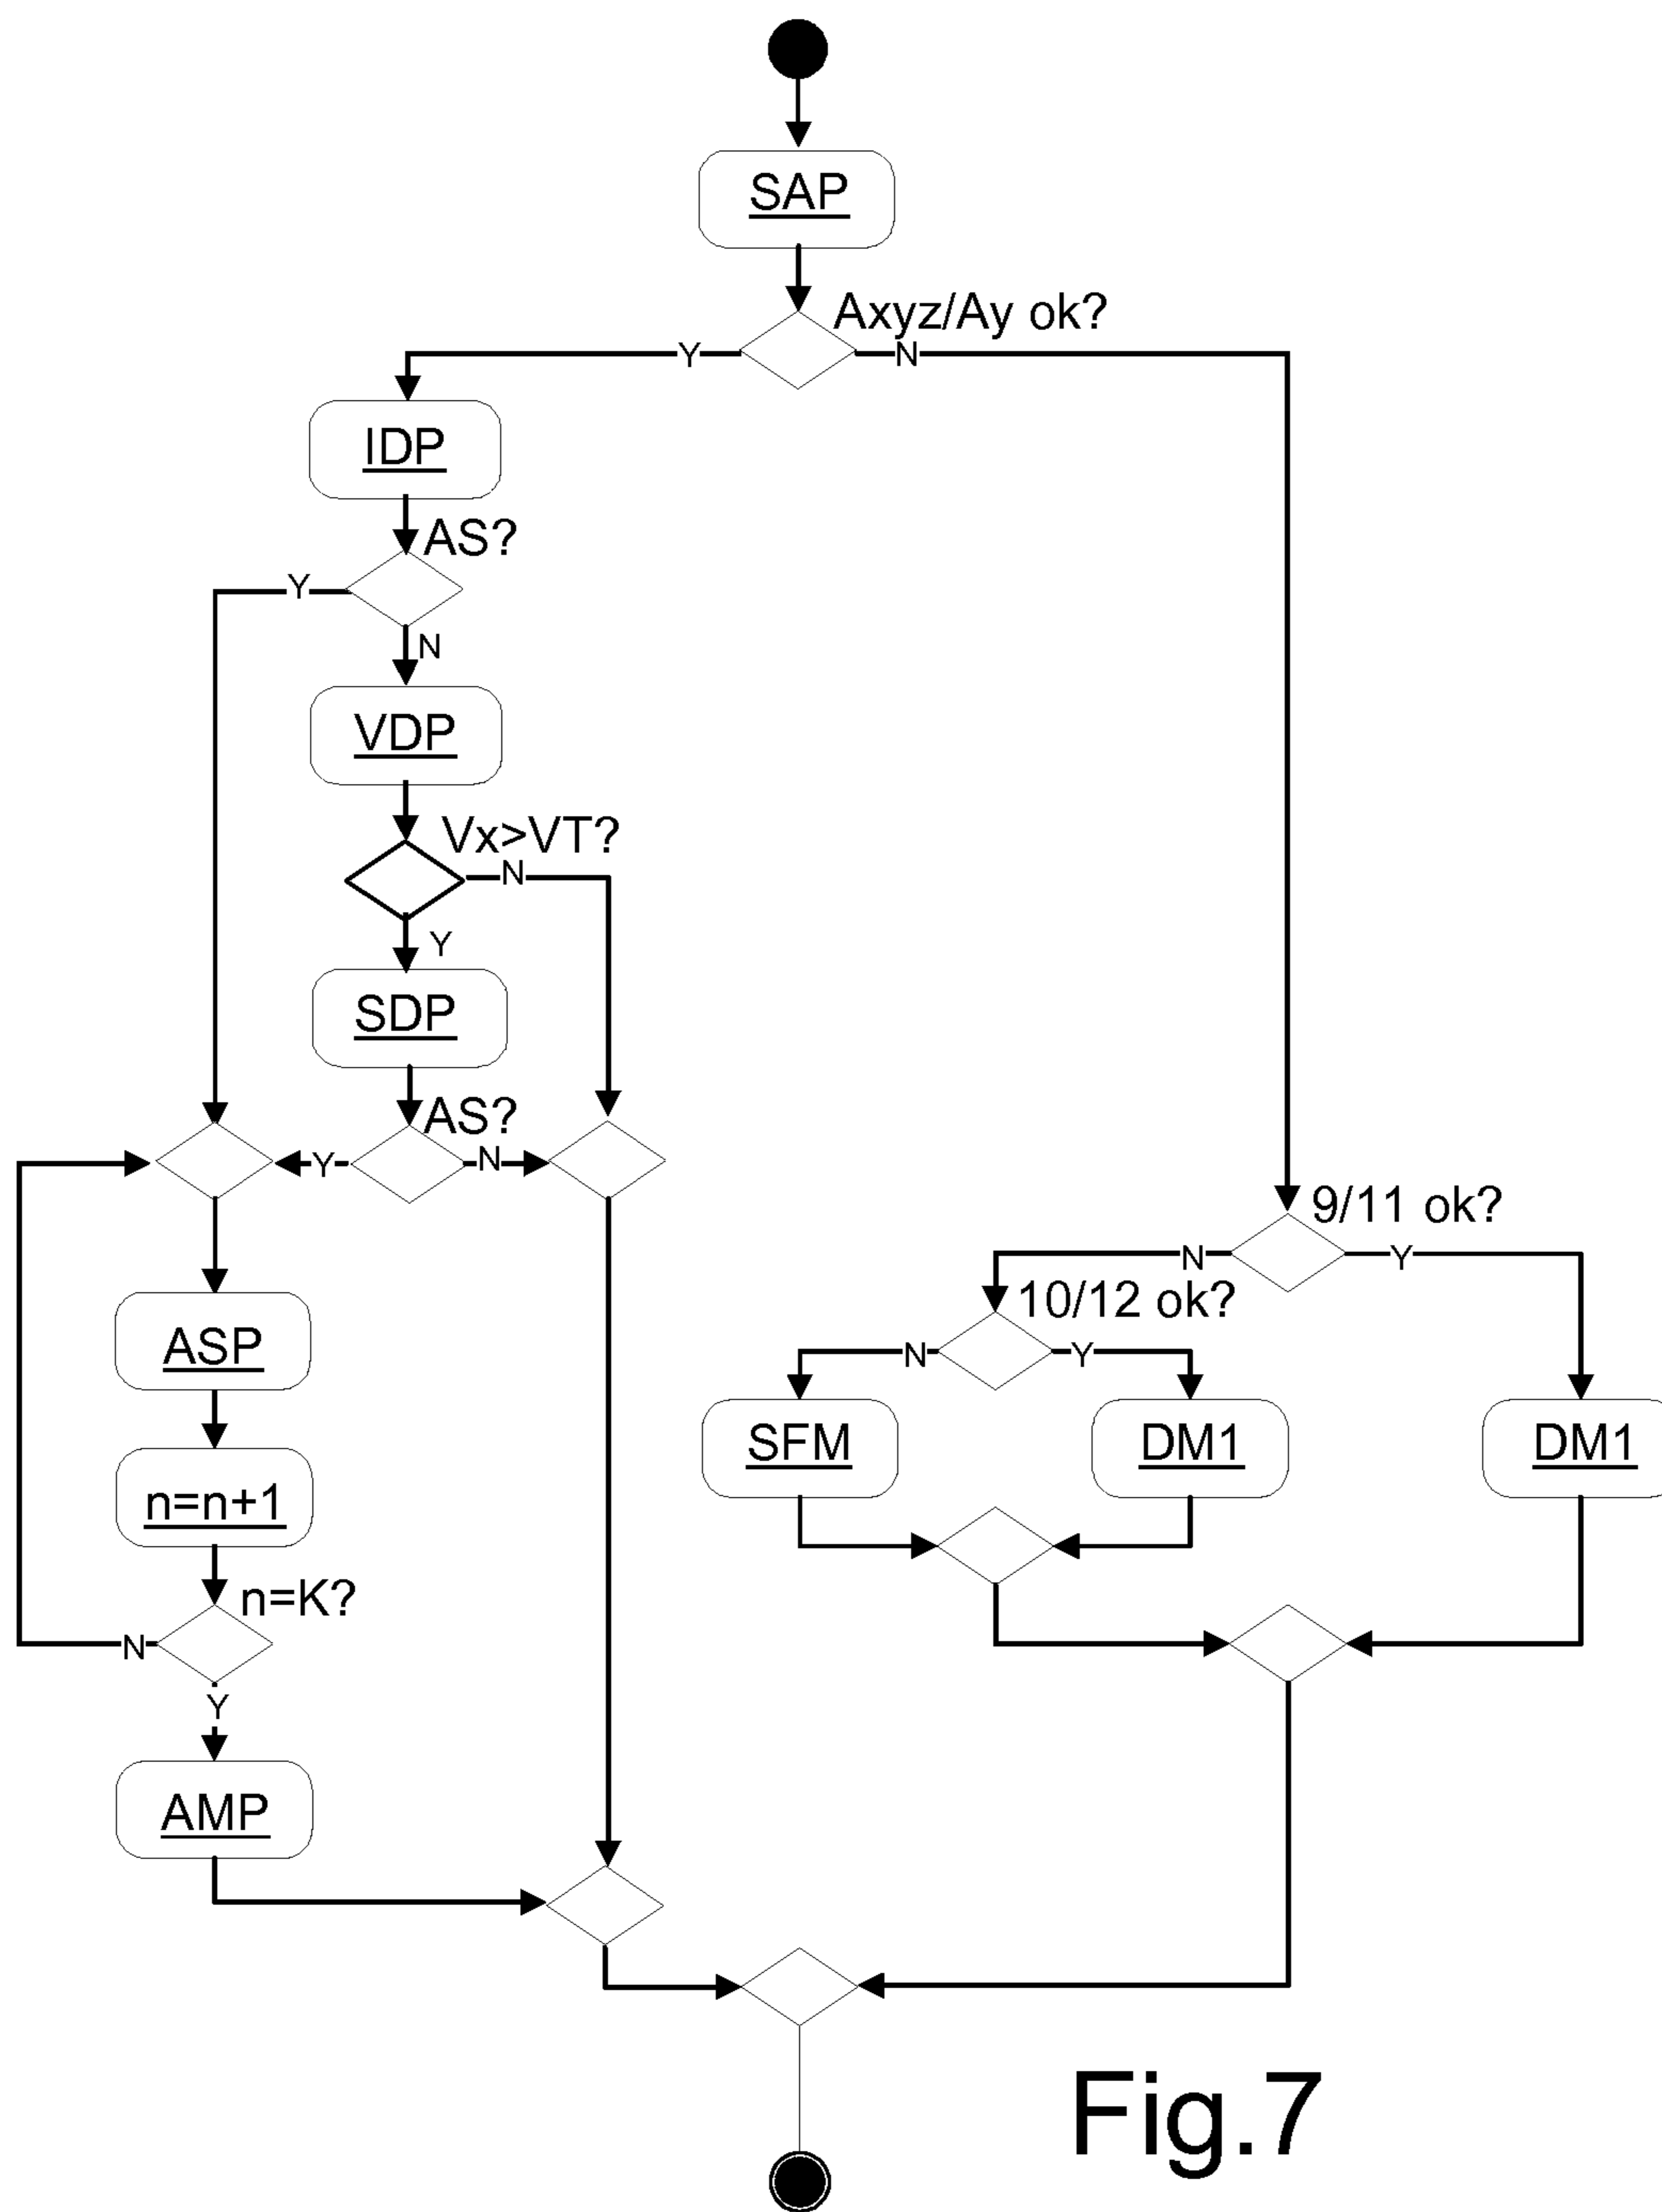 SAP
Axyz/Ay ok?
Y
N
IDP
AS?
Y
N
VDP
Vx>VT?
N
Y
SDP
AS?
Y
N
9/11 ok?
N
Y
10/12 ok?
N
Y
ASP
SFM
DM1
DM1
n=n+1
n=K?
N
Y
AMP
Fig.7